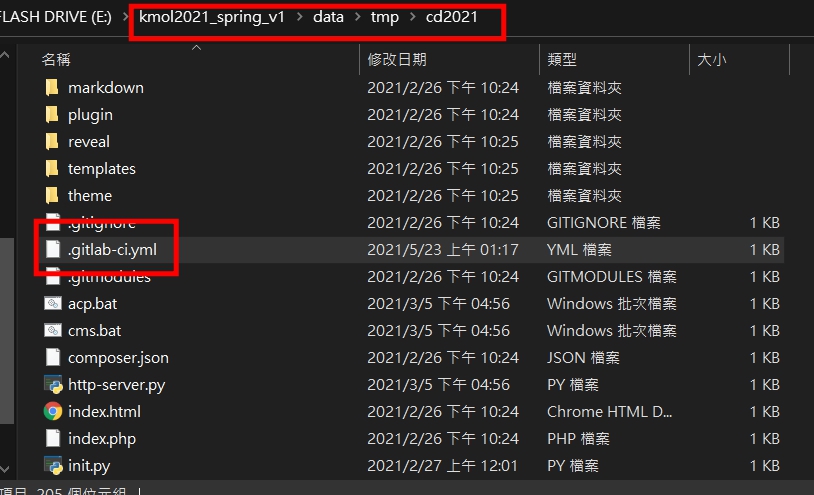 FLASH DRIVE (E:) > kmol2021_spring_v1 > data > tmp > cd2021
名稱 修改日期 類型 大小
markdown 2021/2/26 下午 10:24 檔案資料夾
plugin 2021/2/26 下午 10:24 檔案資料夾
reveal 2021/2/26 下午 10:25 檔案資料夾
templates 2021/2/26 下午 10:25 檔案資料夾
theme 2021/2/26 下午 10:25 檔案資料夾
.gitignore 2021/2/26 下午 10:24 GITIGNORE 檔案 1 KB
.gitlab-ci.yml 2021/5/23 上午 01:17 YML 檔案 1 KB
.gitmodules 2021/2/26 下午 10:24 GITMODULES 檔案 1 KB
acp.bat 2021/3/5 下午 04:56 Windows 批次檔案 1 KB
cms.bat 2021/3/5 下午 04:56 Windows 批次檔案 1 KB
composer.json 2021/2/26 下午 10:24 JSON 檔案 1 KB
http-server.py 2021/3/5 下午 04:56 PY 檔案 1 KB
index.html 2021/2/26 下午 10:24 Chrome HTML D... 1 KB
index.php 2021/2/26 下午 10:24 PHP 檔案 1 KB
init.py 2021/2/27 上午 12:01 PY 檔案 1 KB
項目 205 個位元組